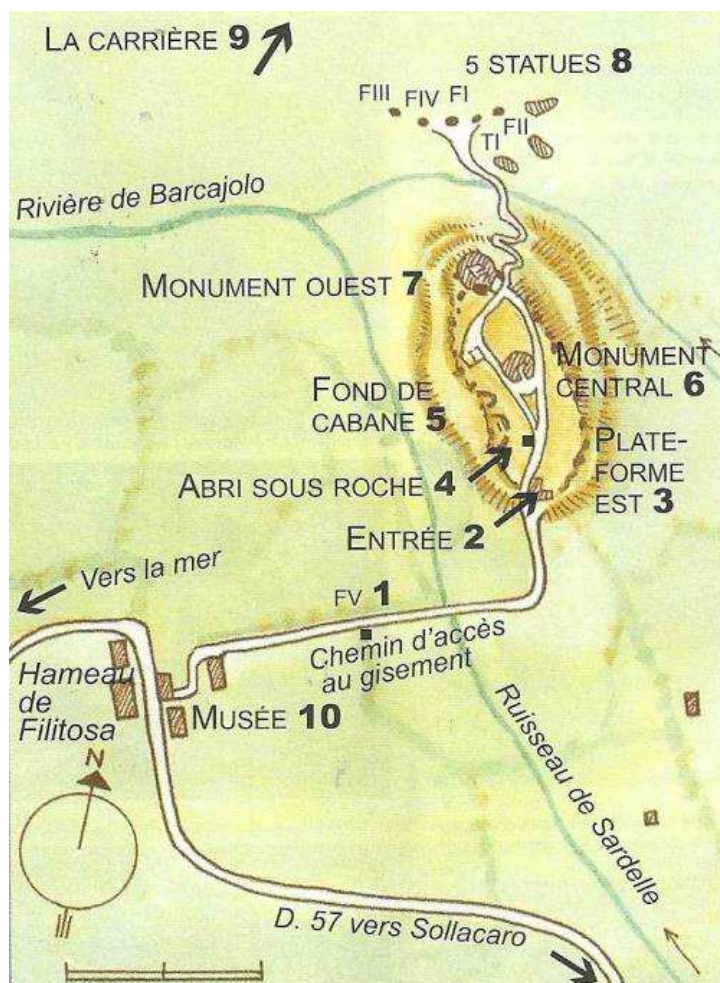 LA CARRIÈRE 9
5 STATUES 8
FIII
FIV
FI
FII
TI
Rivière de Barcajolo
MONUMENT OUEST 7
MONUMENT
CENTRAL 6
FOND DE
CABANE 5
PLATE-
FORME
EST 3
ABRI SOUS ROCHE 4
ENTRÉE 2
Vers la mer
FV 1
Chemin d'accès
au gisement
Hameau
de
Filitosa
MUSÉE 10
N
Ruisseau de Sardelle
D. 57 vers Sollacaro